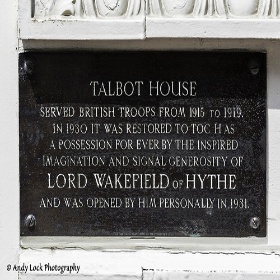 TALBOT HOUSE
SERVED BRITISH TROOPS FROM 1915 TO 1919.
IN 1930 IT WAS RESTORED TO TOC H AS
A POSSESSION FOR EVER BY THE INSPIRED
IMAGINATION AND SIGNAL GENEROSITY OF
LORD WAKEFIELD OF HYTHE
AND WAS OPENED BY HIM PERSONALLY IN 1931.
© Andy Lock Photography